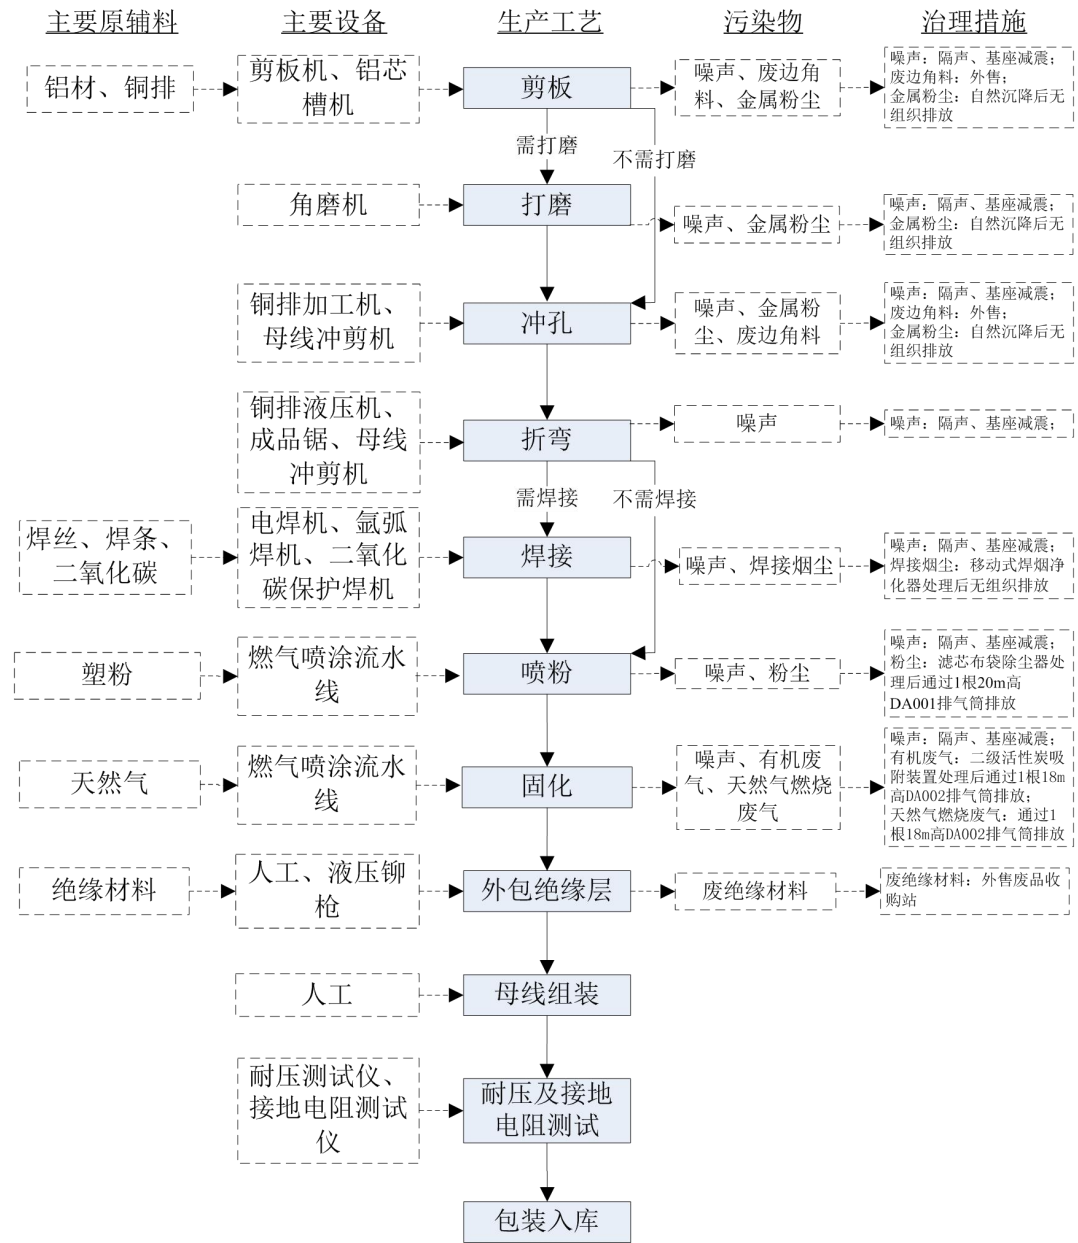 主要原辅料
主要设备
生产工艺
污染物
治理措施
铝材、铜排
剪板机、铝芯
槽机
剪板
噪声、废边角
料、金属粉尘
噪声：隔声、基座减震；
废边角料：外售；
金属粉尘：自然沉降后无
组织排放
需打磨
不需打磨
角磨机
打磨
噪声、金属粉尘
噪声：隔声、基座减震；
金属粉尘：自然沉降后无
组织排放
铜排加工机、
母线冲剪机
冲孔
噪声、金属粉
尘、废边角料
噪声：隔声、基座减震；
废边角料：外售；
金属粉尘：自然沉降后无
组织排放
铜排液压机、
成品锯、母线
冲剪机
折弯
噪声
噪声：隔声、基座减震；
需焊接
不需焊接
焊丝、焊条、
二氧化碳
电焊机、氩弧
焊机、二氧化
碳保护焊机
焊接
噪声、焊接烟尘
噪声：隔声、基座减震；
焊接烟尘：移动式焊烟净
化器处理后无组织排放
塑粉
燃气喷涂流水
线
喷粉
噪声、粉尘
噪声：隔声、基座减震；
粉尘：滤芯布袋除尘器处
理后通过1根20m高
DA001排气筒排放
天然气
燃气喷涂流水
线
固化
噪声、有机废
气、天然气燃烧
废气
噪声：隔声、基座减震；
有机废气：二级活性炭吸
附装置处理后通过1根18m
高DA002排气筒排放；
天然气燃烧废气：通过1
根18m高DA002排气筒排放
绝缘材料
人工、液压铆
枪
外包绝缘层
废绝缘材料
废绝缘材料：外售废品收
购站
人工
母线组装
耐压测试仪、
接地电阻测试
仪
耐压及接地
电阻测试
包装入库